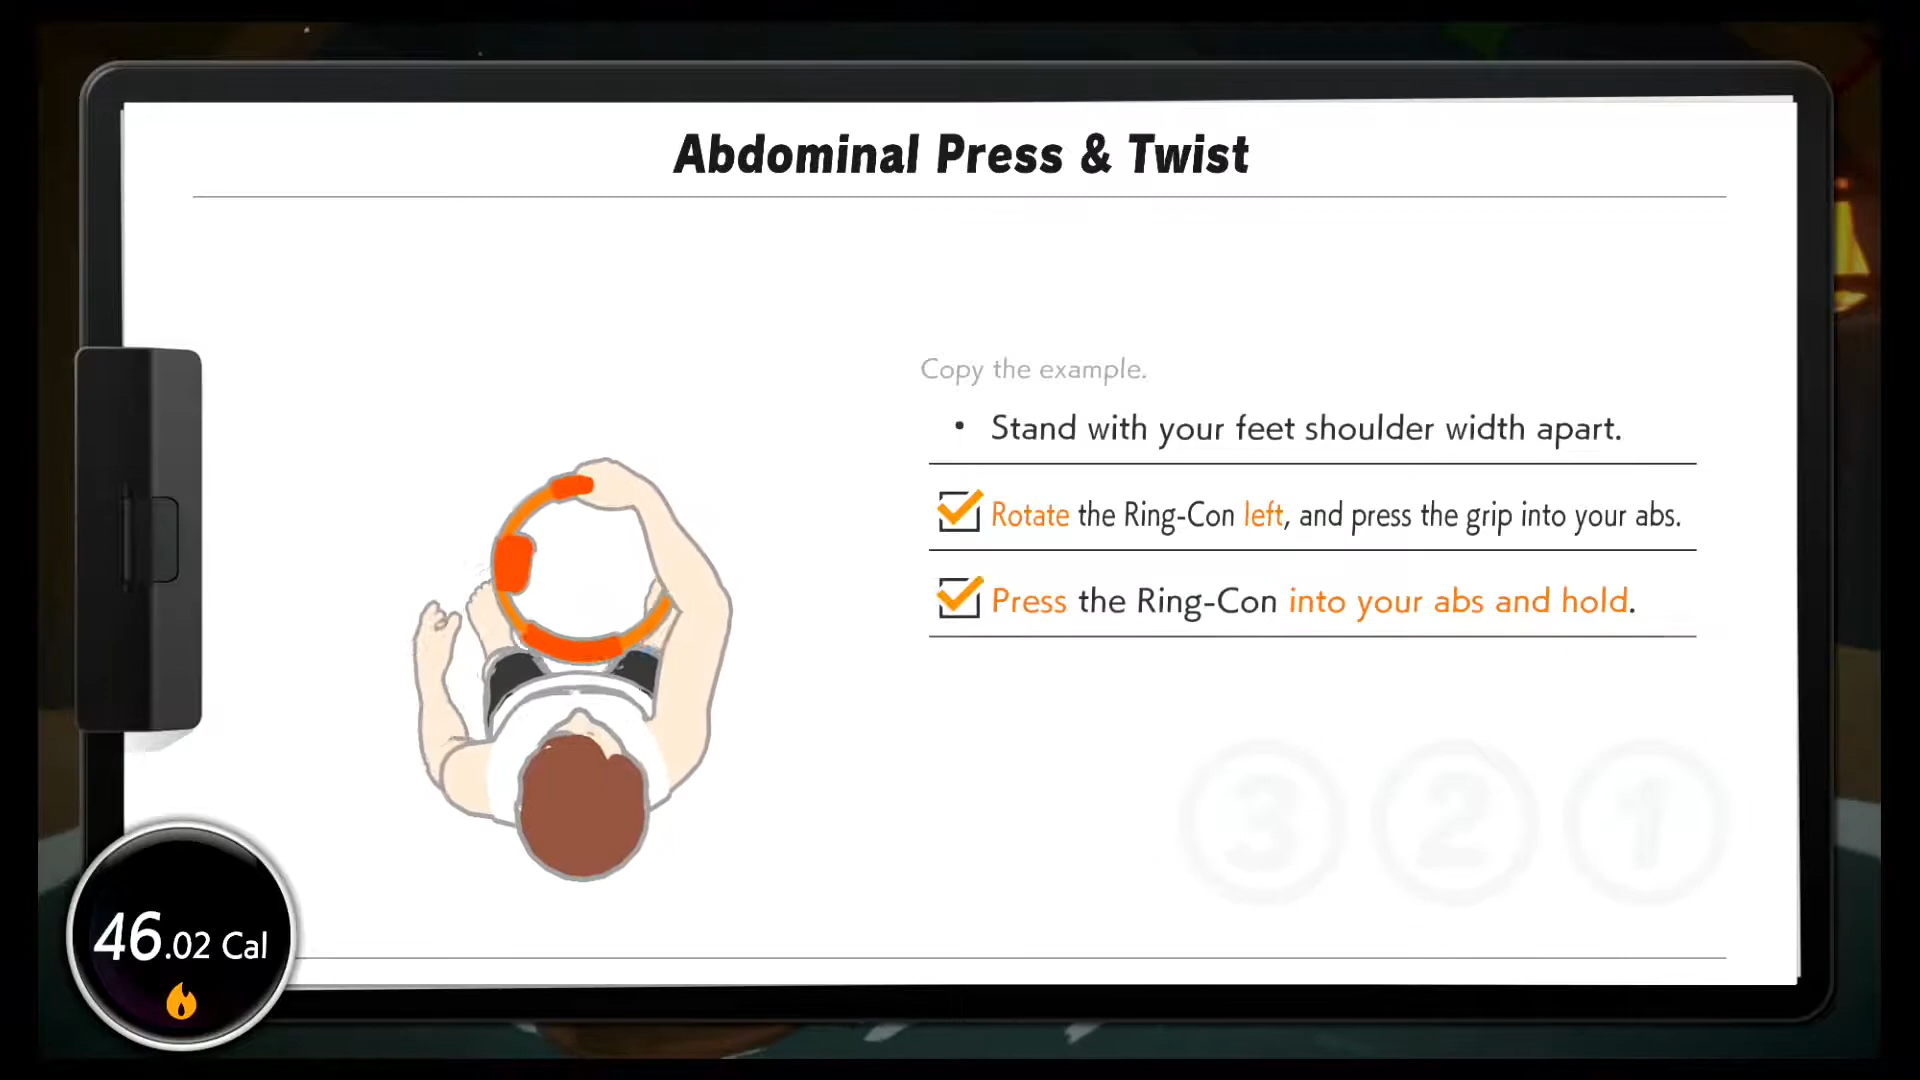 Abdominal Press & Twist
Copy the example.
• Stand with your feet shoulder width apart.
Rotate the Ring-Con left, and press the grip into your abs.
Press the Ring-Con into your abs and hold.
3 2 1
46.02 Cal